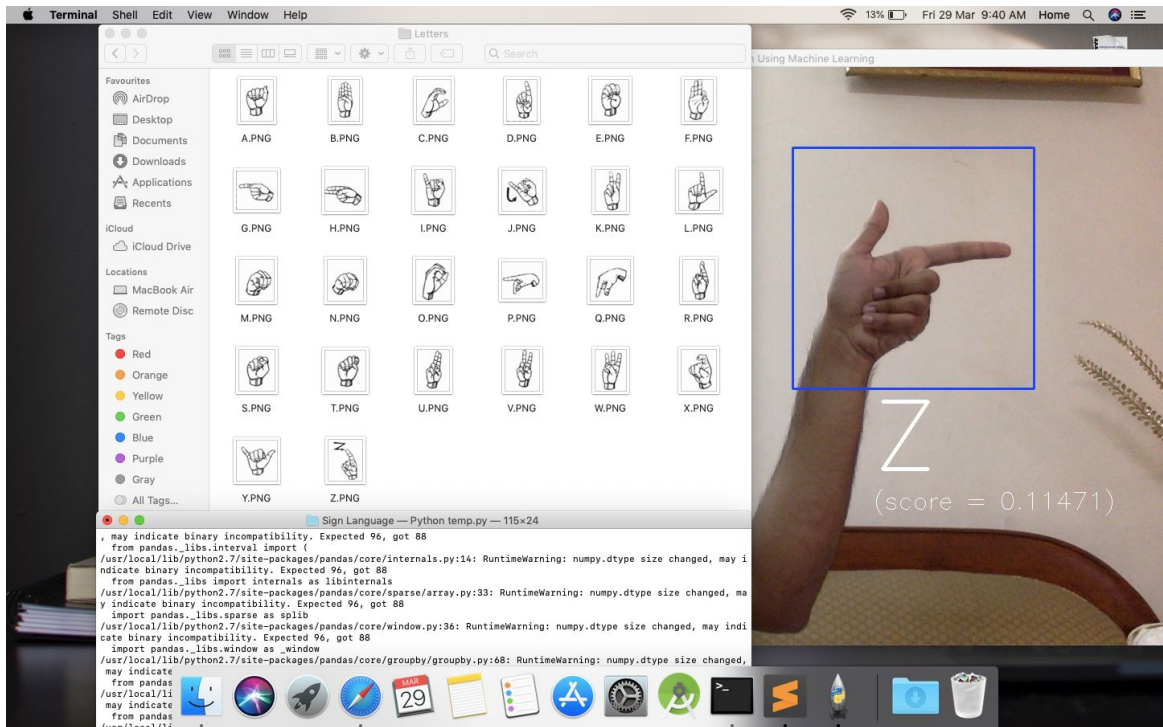 Terminal Shell Edit View Window Help
13% Fri 29 Mar 9:40 AM Home
Letters
Search
Favourites
AirDrop
Desktop
Documents
Downloads
Applications
Recents
iCloud
iCloud Drive
Locations
MacBook Air
Remote Disc
Tags
Red
Orange
Yellow
Green
Blue
Purple
Gray
All Tags...
A.PNG B.PNG C.PNG D.PNG E.PNG F.PNG
G.PNG H.PNG I.PNG J.PNG K.PNG L.PNG
M.PNG N.PNG O.PNG P.PNG Q.PNG R.PNG
S.PNG T.PNG U.PNG V.PNG W.PNG X.PNG
Z
Y.PNG Z.PNG
Using Machine Learning
Z
(score = 0.11471)
Sign Language — Python temp.py — 115×24
, may indicate binary incompatibility. Expected 96, got 88
from pandas._libs.interval import (
/usr/local/lib/python2.7/site-packages/pandas/core/internals.py:14: RuntimeWarning: numpy.dtype size changed, may i
ndicate binary incompatibility. Expected 96, got 88
from pandas._libs import internals as libinternals
/usr/local/lib/python2.7/site-packages/pandas/core/sparse/array.py:33: RuntimeWarning: numpy.dtype size changed, ma
y indicate binary incompatibility. Expected 96, got 88
import pandas._libs.sparse as splib
/usr/local/lib/python2.7/site-packages/pandas/core/window.py:36: RuntimeWarning: numpy.dtype size changed, may indi
cate binary incompatibility. Expected 96, got 88
import pandas._libs.window as _window
/usr/local/lib/python2.7/site-packages/pandas/core/groupby/groupby.py:68: RuntimeWarning: numpy.dtype size changed,
may indicate
from pandas
/usr/local/li
may indicate
from pandas
MAR
29